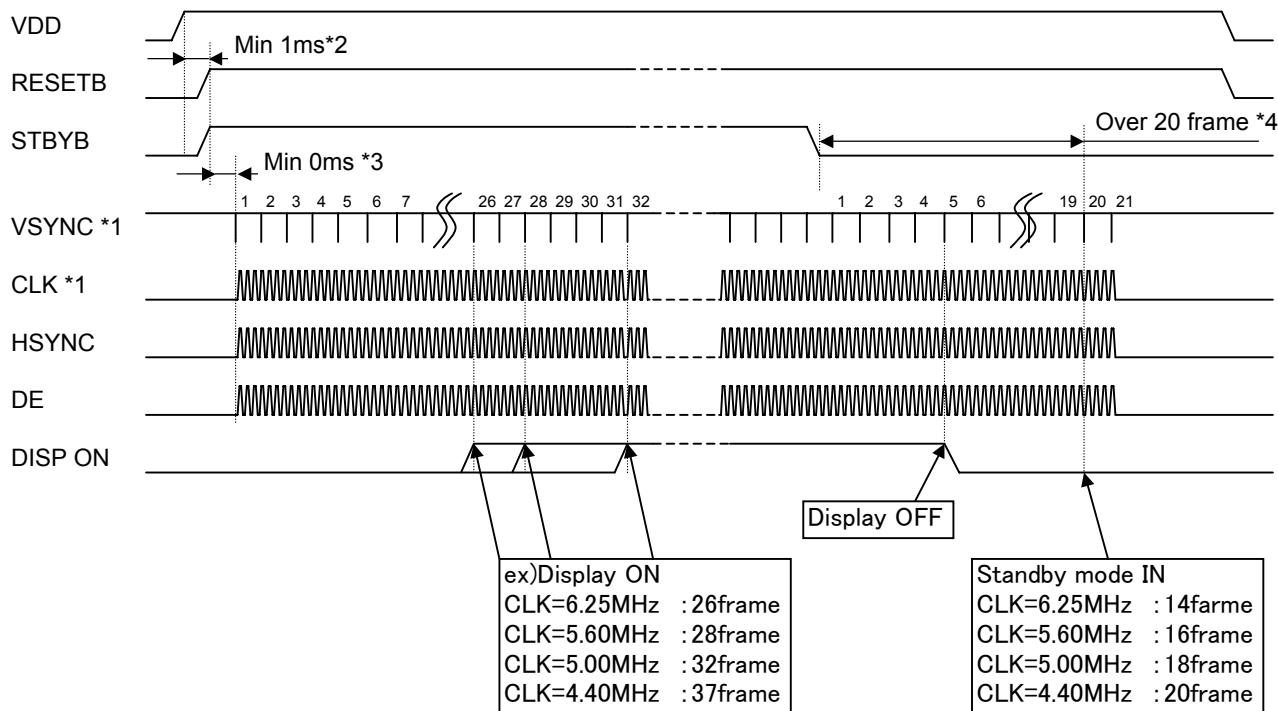 VDD
Min 1ms*2
RESETB
STBYB
Over 20 frame *4
Min 0ms *3
VSYNC *1
1 2 3 4 5 6 7 26 27 28 29 30 31 32 1 2 3 4 5 6 19 20 21
CLK *1
HSYNC
DE
DISP ON
Display OFF
ex)Display ON
CLK=6.25MHz :26frame
CLK=5.60MHz :28frame
CLK=5.00MHz :32frame
CLK=4.40MHz :37frame
Standby mode IN
CLK=6.25MHz :14farme
CLK=5.60MHz :16frame
CLK=5.00MHz :18frame
CLK=4.40MHz :20frame